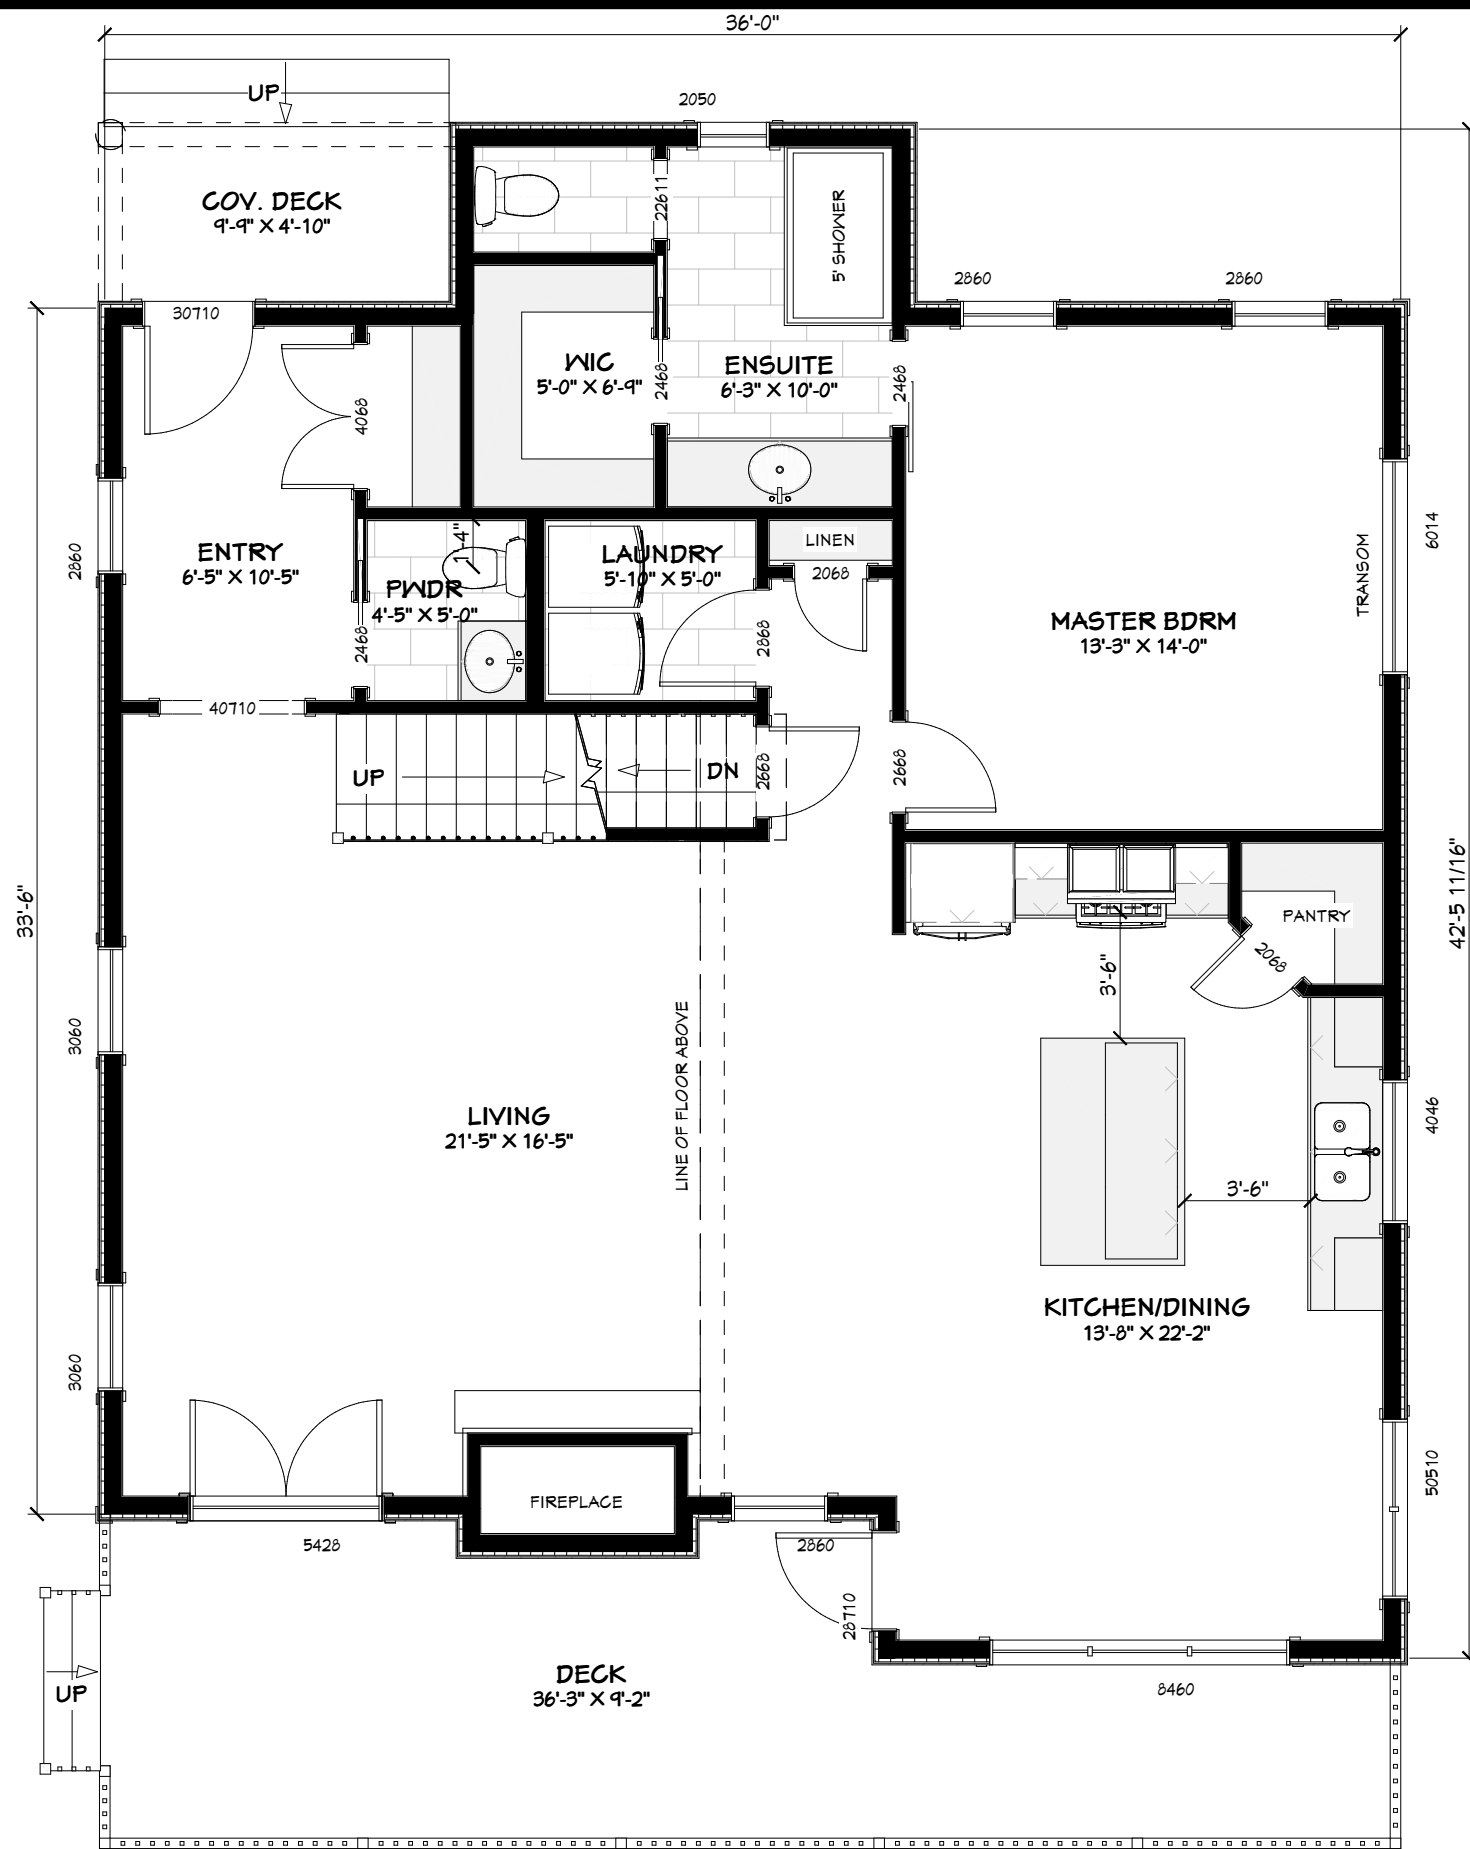 36'-0"
UP
2050
COV. DECK
9'-9" X 4'-10"
22611
5' SHOWER
2860
2860
30710
WIC
5'-0" X 6'-9"
2468
ENSUITE
6'-3" X 10'-0"
2468
4068
ENTRY
6'-5" X 10'-5"
2860
1'-4"
PWDR
4'-5" X 5'-0"
2468
LAUNDRY
5'-10" X 5'-0"
LINEN
2068
2868
MASTER BDRM
13'-3" X 14'-0"
TRANSOM
6014
40710
UP
DN
2668
2668
33'-6"
42'-5 11/16"
PANTRY
2068
3'-6"
3060
LINE OF FLOOR ABOVE
LIVING
21'-5" X 16'-5"
4046
3'-6"
KITCHEN/DINING
13'-8" X 22'-2"
3060
FIREPLACE
50510
5428
2860
28710
DECK
36'-3" X 9'-2"
UP
8460